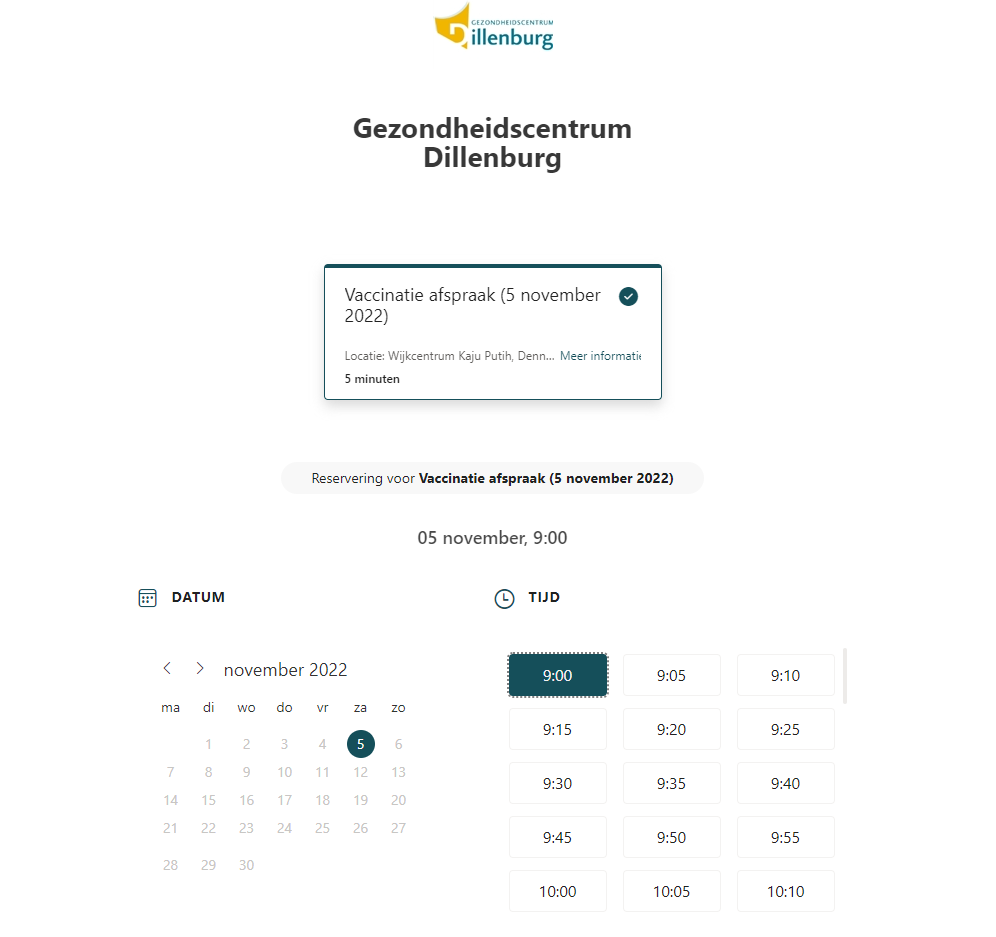 GEZONDHEIDSCENTRUM
Dillenburg
Gezondheidscentrum
Dillenburg
Vaccinatie afspraak (5 november
2022)
Locatie: Wijkcentrum Kaju Putih, Denn... Meer informatie
5 minuten
Reservering voor Vaccinatie afspraak (5 november 2022)
05 november, 9:00
DATUM
november 2022
ma di wo do vr za zo
1 2 3 4 5 6
7 8 9 10 11 12 13
14 15 16 17 18 19 20
21 22 23 24 25 26 27
28 29 30
TIJD
9:00 9:05 9:10
9:15 9:20 9:25
9:30 9:35 9:40
9:45 9:50 9:55
10:00 10:05 10:10